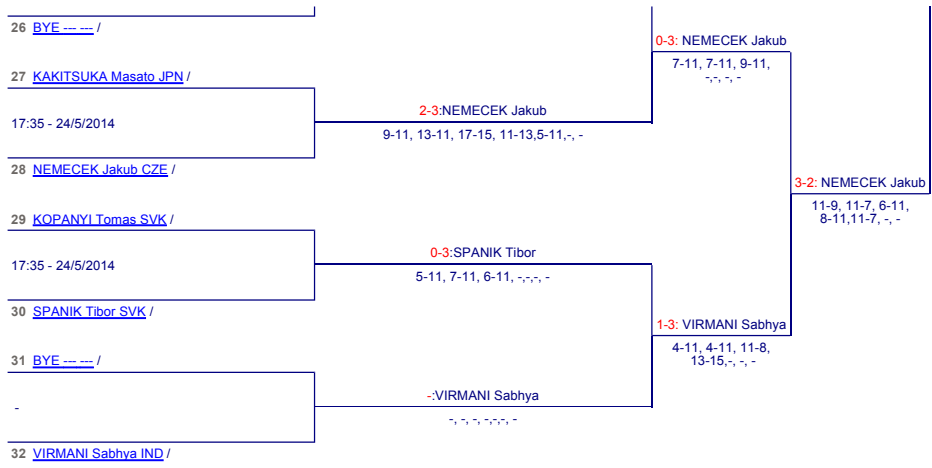 26 BYE --- --- /
0-3: NEMECEK Jakub
7-11, 7-11, 9-11,
-,-, -, -
27 KAKITSUKA Masato JPN /
17:35 - 24/5/2014
2-3:NEMECEK Jakub
9-11, 13-11, 17-15, 11-13,5-11,-, -
28 NEMECEK Jakub CZE /
3-2: NEMECEK Jakub
11-9, 11-7, 6-11,
8-11,11-7, -, -
29 KOPANYI Tomas SVK /
17:35 - 24/5/2014
0-3:SPANIK Tibor
5-11, 7-11, 6-11, -,-,-, -
30 SPANIK Tibor SVK /
1-3: VIRMANI Sabhya
4-11, 4-11, 11-8,
13-15,-, -, -
31 BYE --- --- /
-
-:VIRMANI Sabhya
-, -, -, -,-,-, -
32 VIRMANI Sabhya IND /